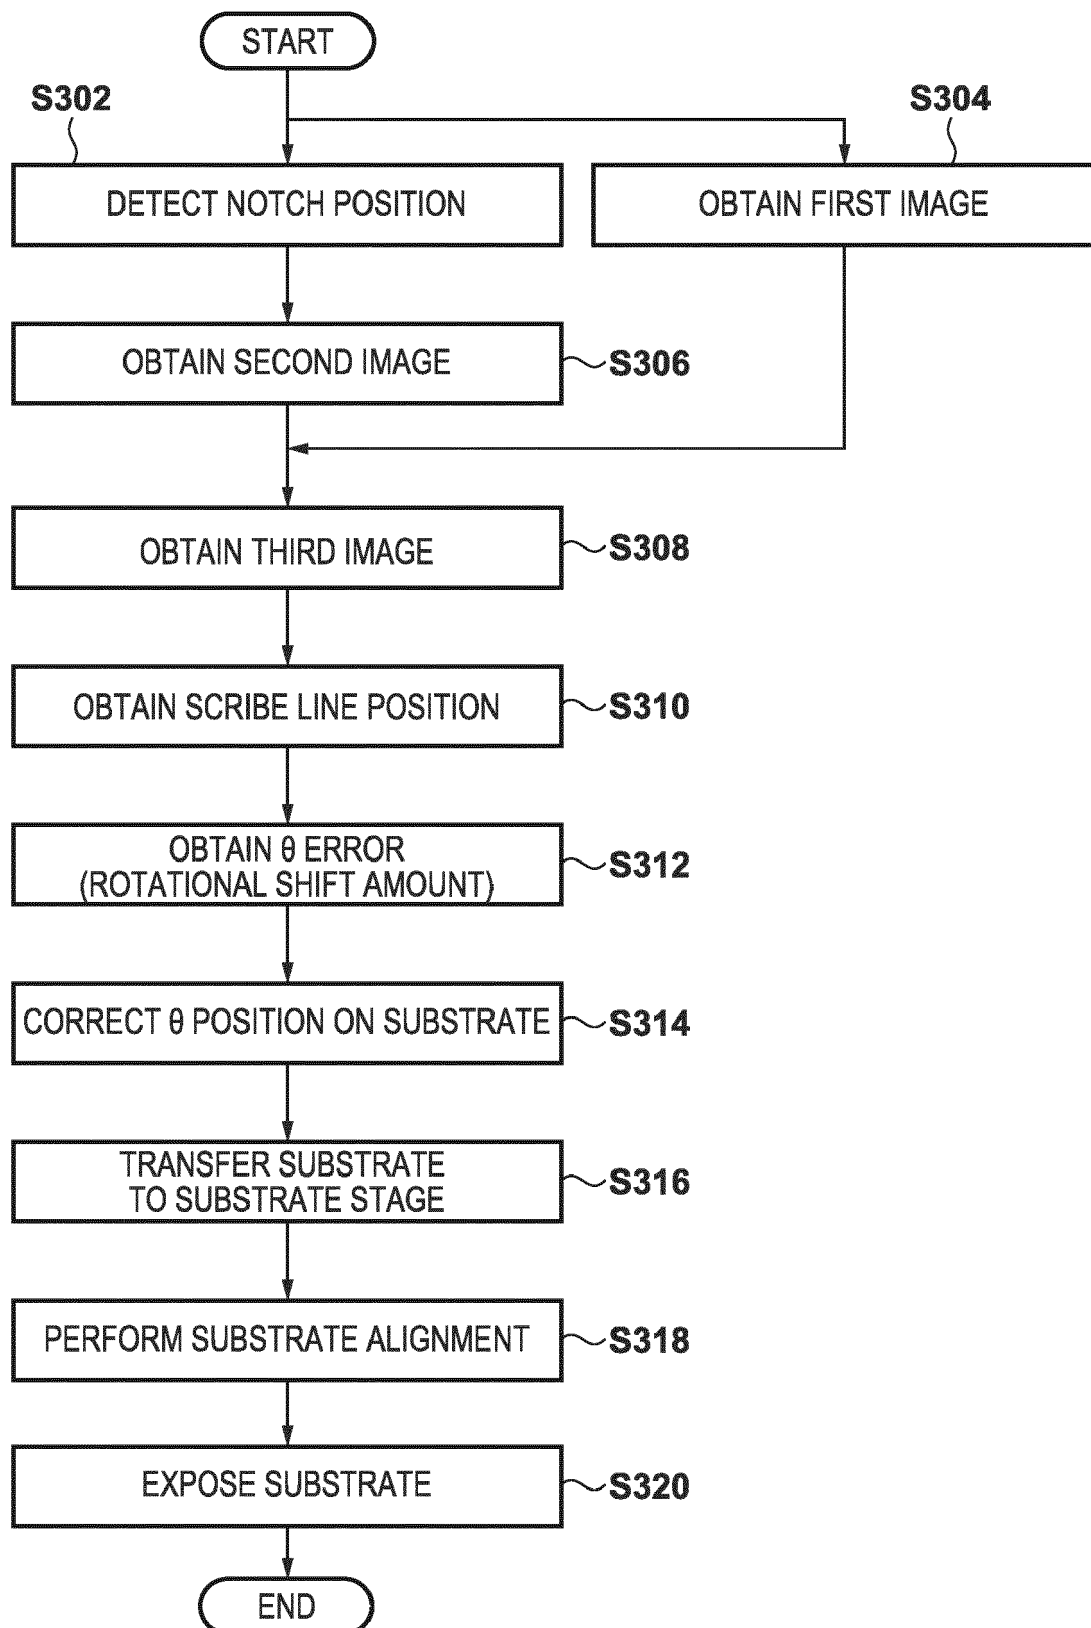 START
S302
S304
DETECT NOTCH POSITION
OBTAIN FIRST IMAGE
OBTAIN SECOND IMAGE
S306
OBTAIN THIRD IMAGE
S308
OBTAIN SCRIBE LINE POSITION
S310
OBTAIN θ ERROR
(ROTATIONAL SHIFT AMOUNT)
S312
CORRECT θ POSITION ON SUBSTRATE
S314
TRANSFER SUBSTRATE
TO SUBSTRATE STAGE
S316
PERFORM SUBSTRATE ALIGNMENT
S318
EXPOSE SUBSTRATE
S320
END